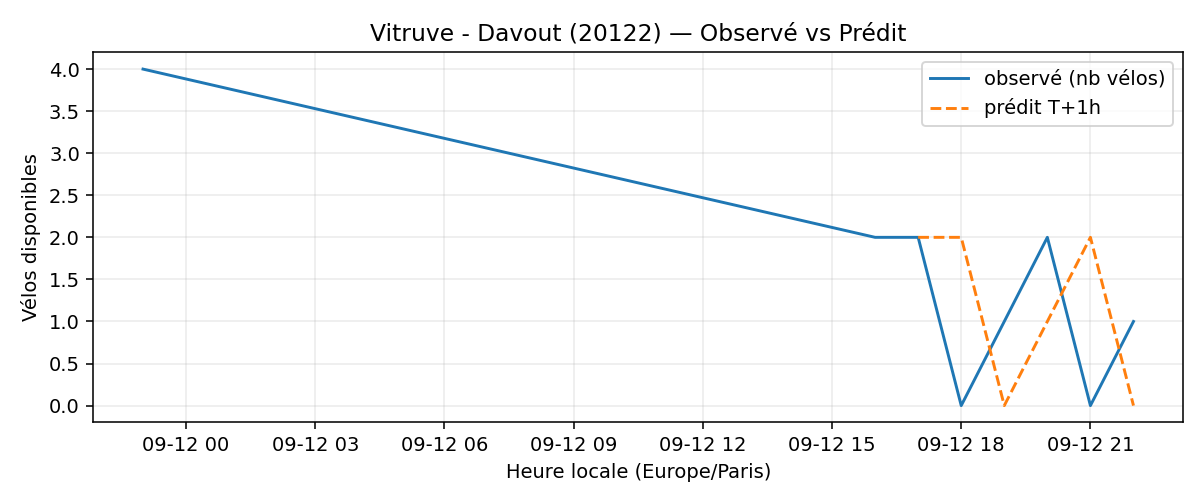 Vitruve - Davout (20122) — Observé vs Prédit
observé (nb vélos)
prédit T+1h
Vélos disponibles
4.0
3.5
3.0
2.5
2.0
1.5
1.0
0.5
0.0
09-12 00 09-12 03 09-12 06 09-12 09 09-12 12 09-12 15 09-12 18 09-12 21
Heure locale (Europe/Paris)